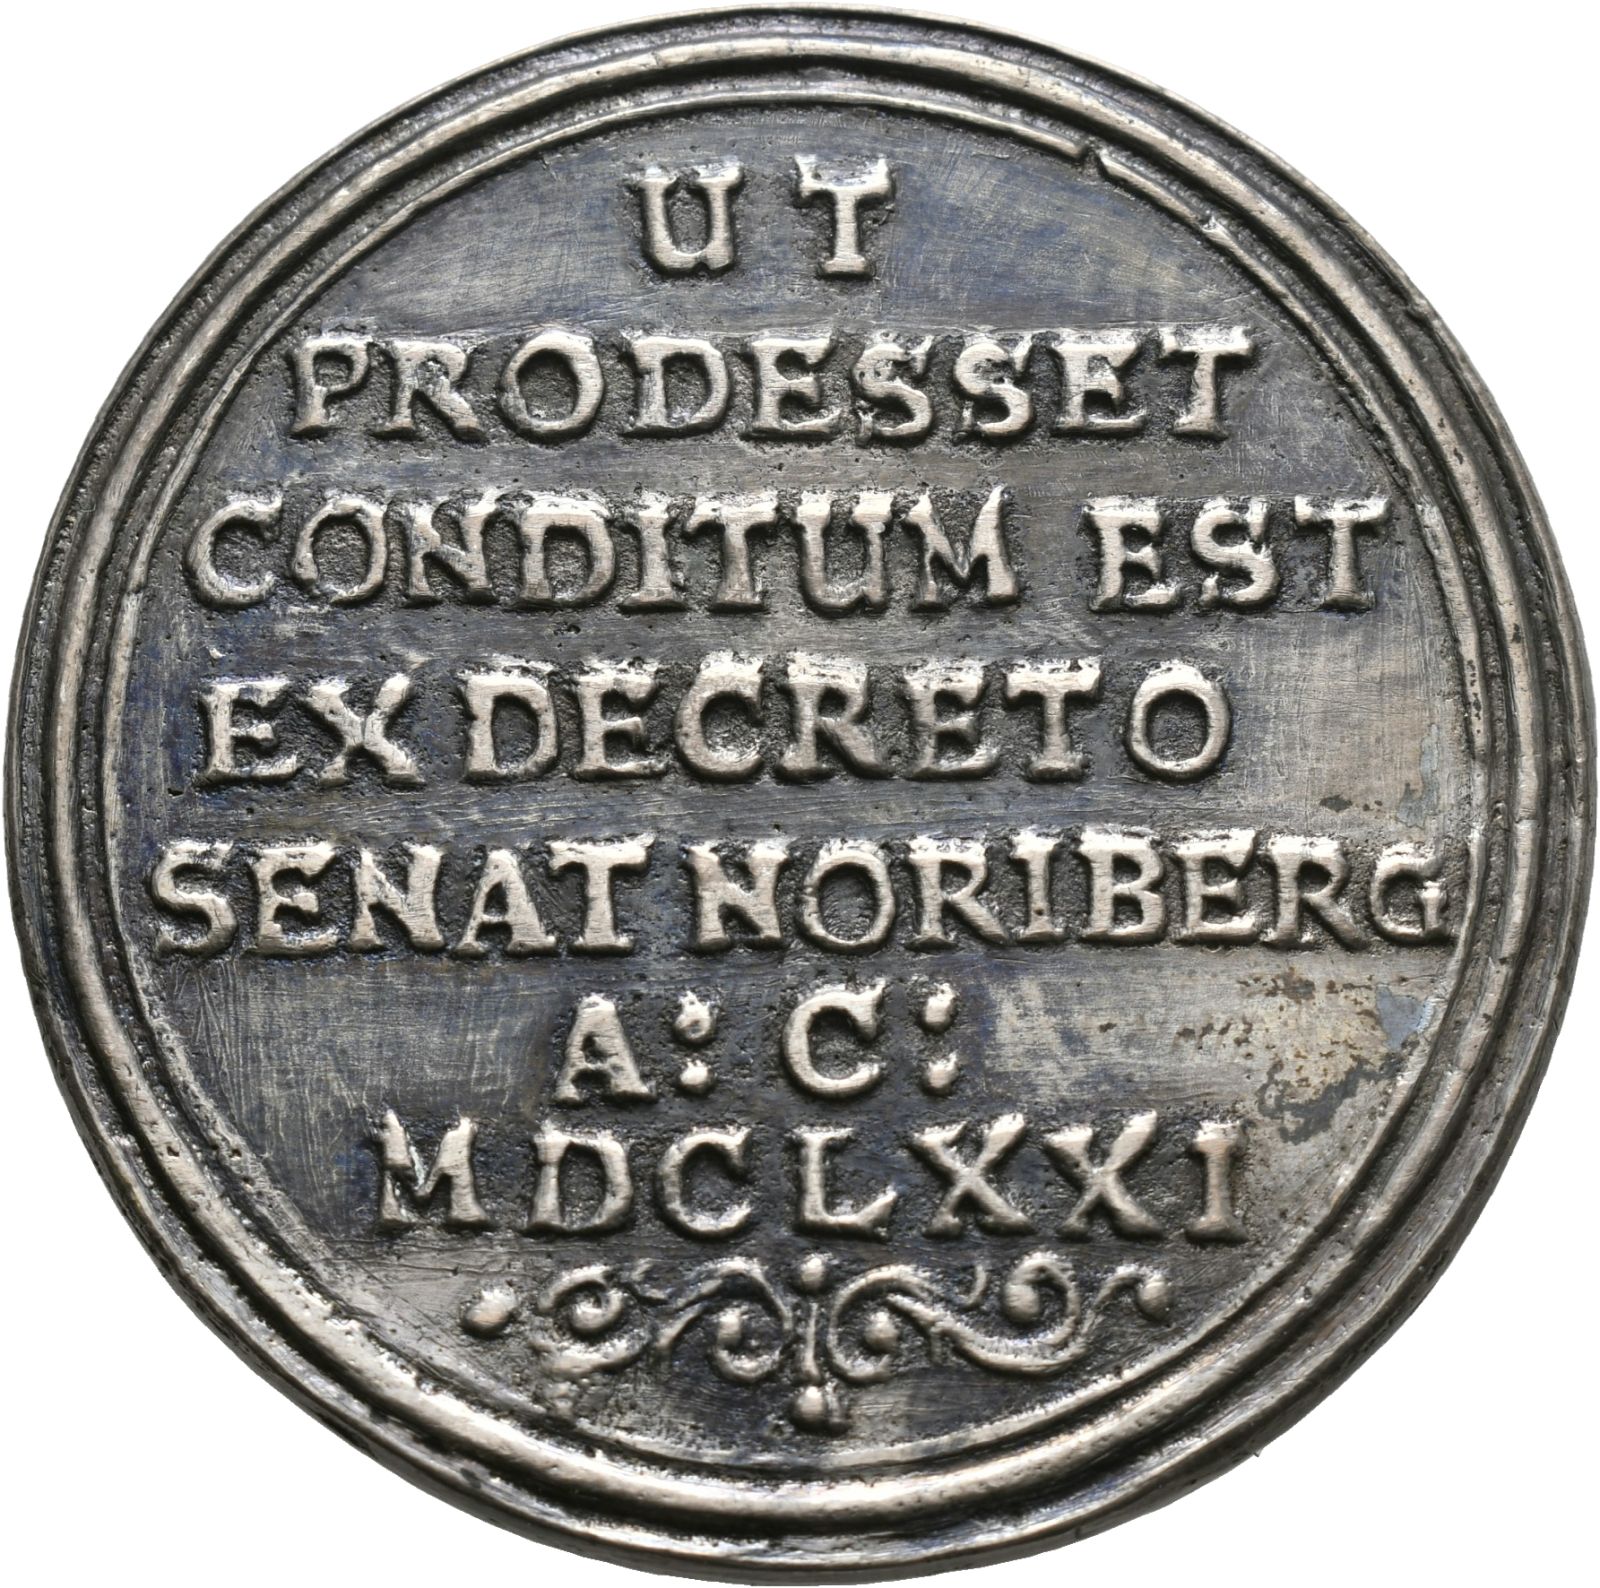 UT
PRODESSET
CONDITUM EST
EX DECRETO
SENAT NORIBERG
A: C:
MDCLXXI